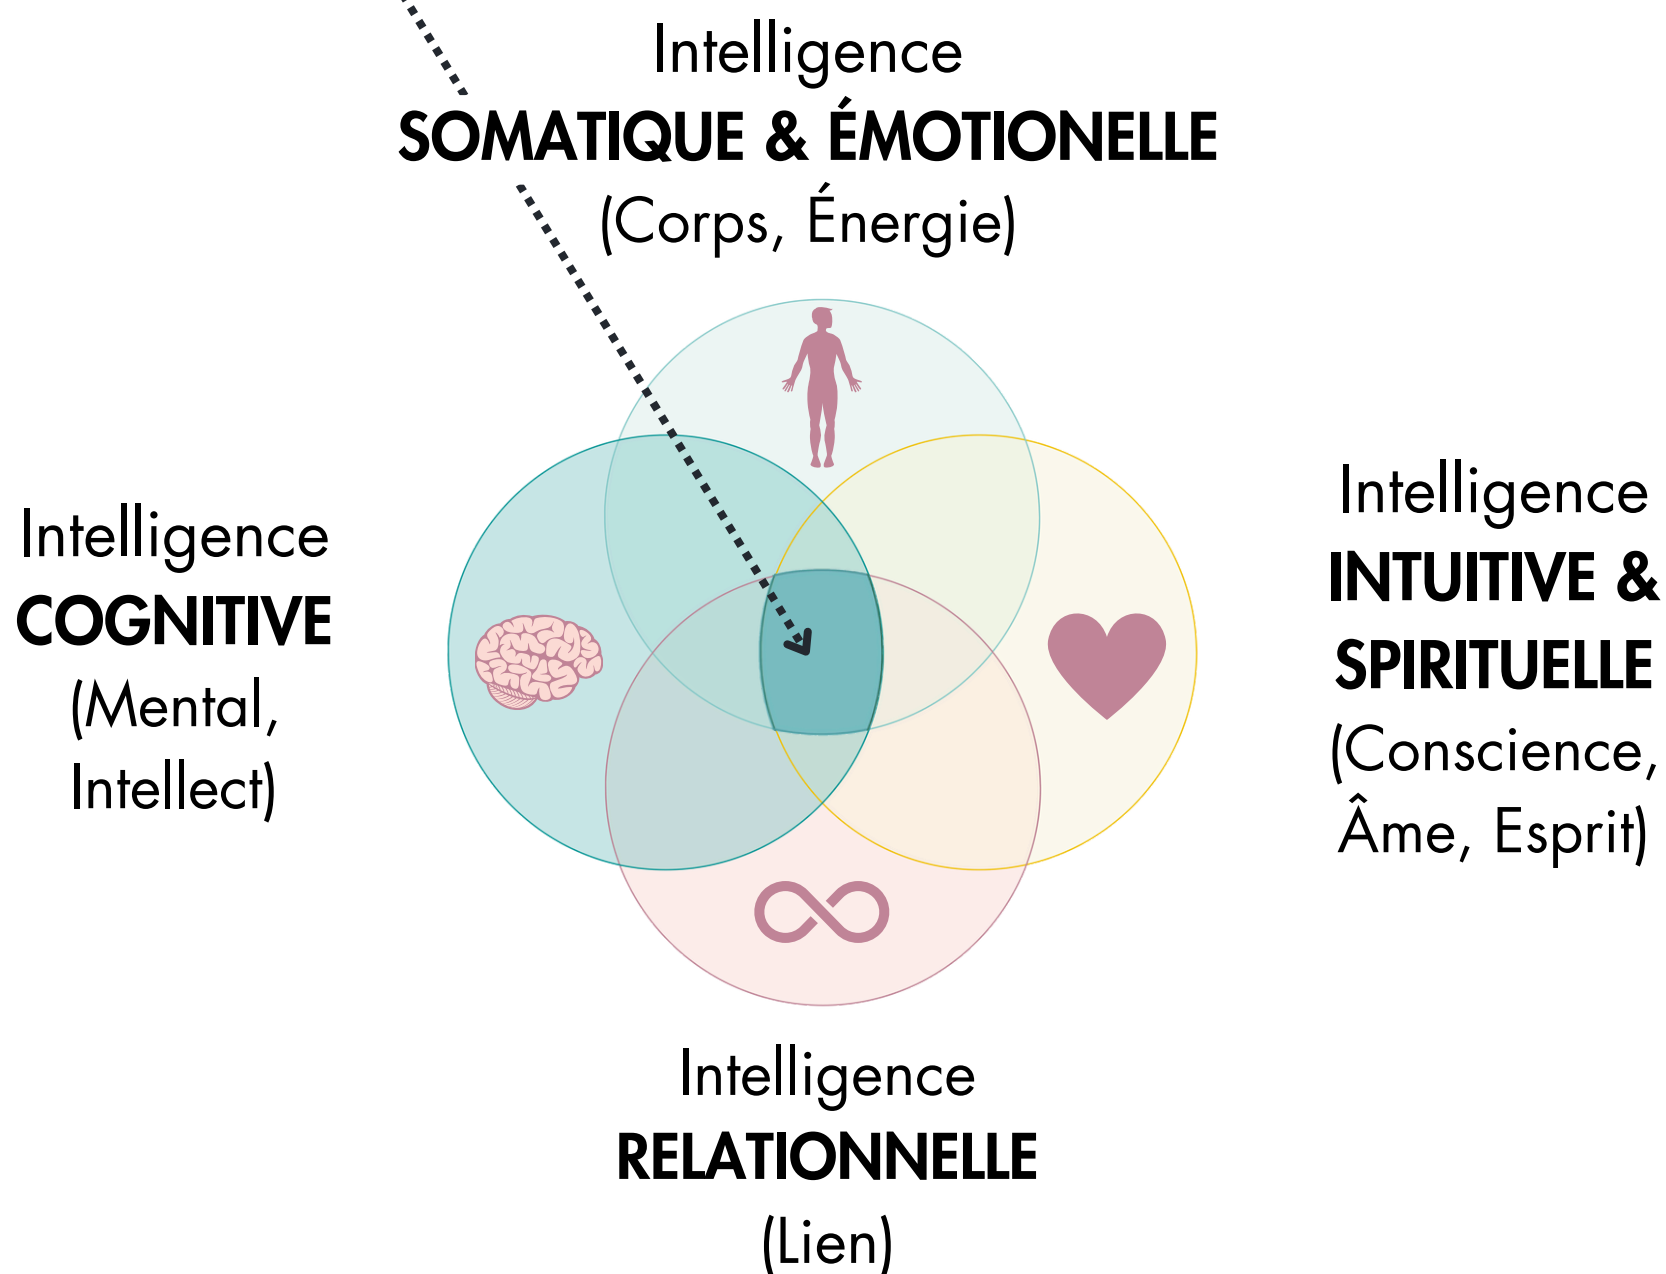 Intelligence
SOMATIQUE & ÉMOTIONELLE
(Corps, Énergie)
Intelligence
COGNITIVE
(Mental,
Intellect)
Intelligence
INTUITIVE &
SPIRITUELLE
(Conscience,
Âme, Esprit)
Intelligence
RELATIONNELLE
(Lien)